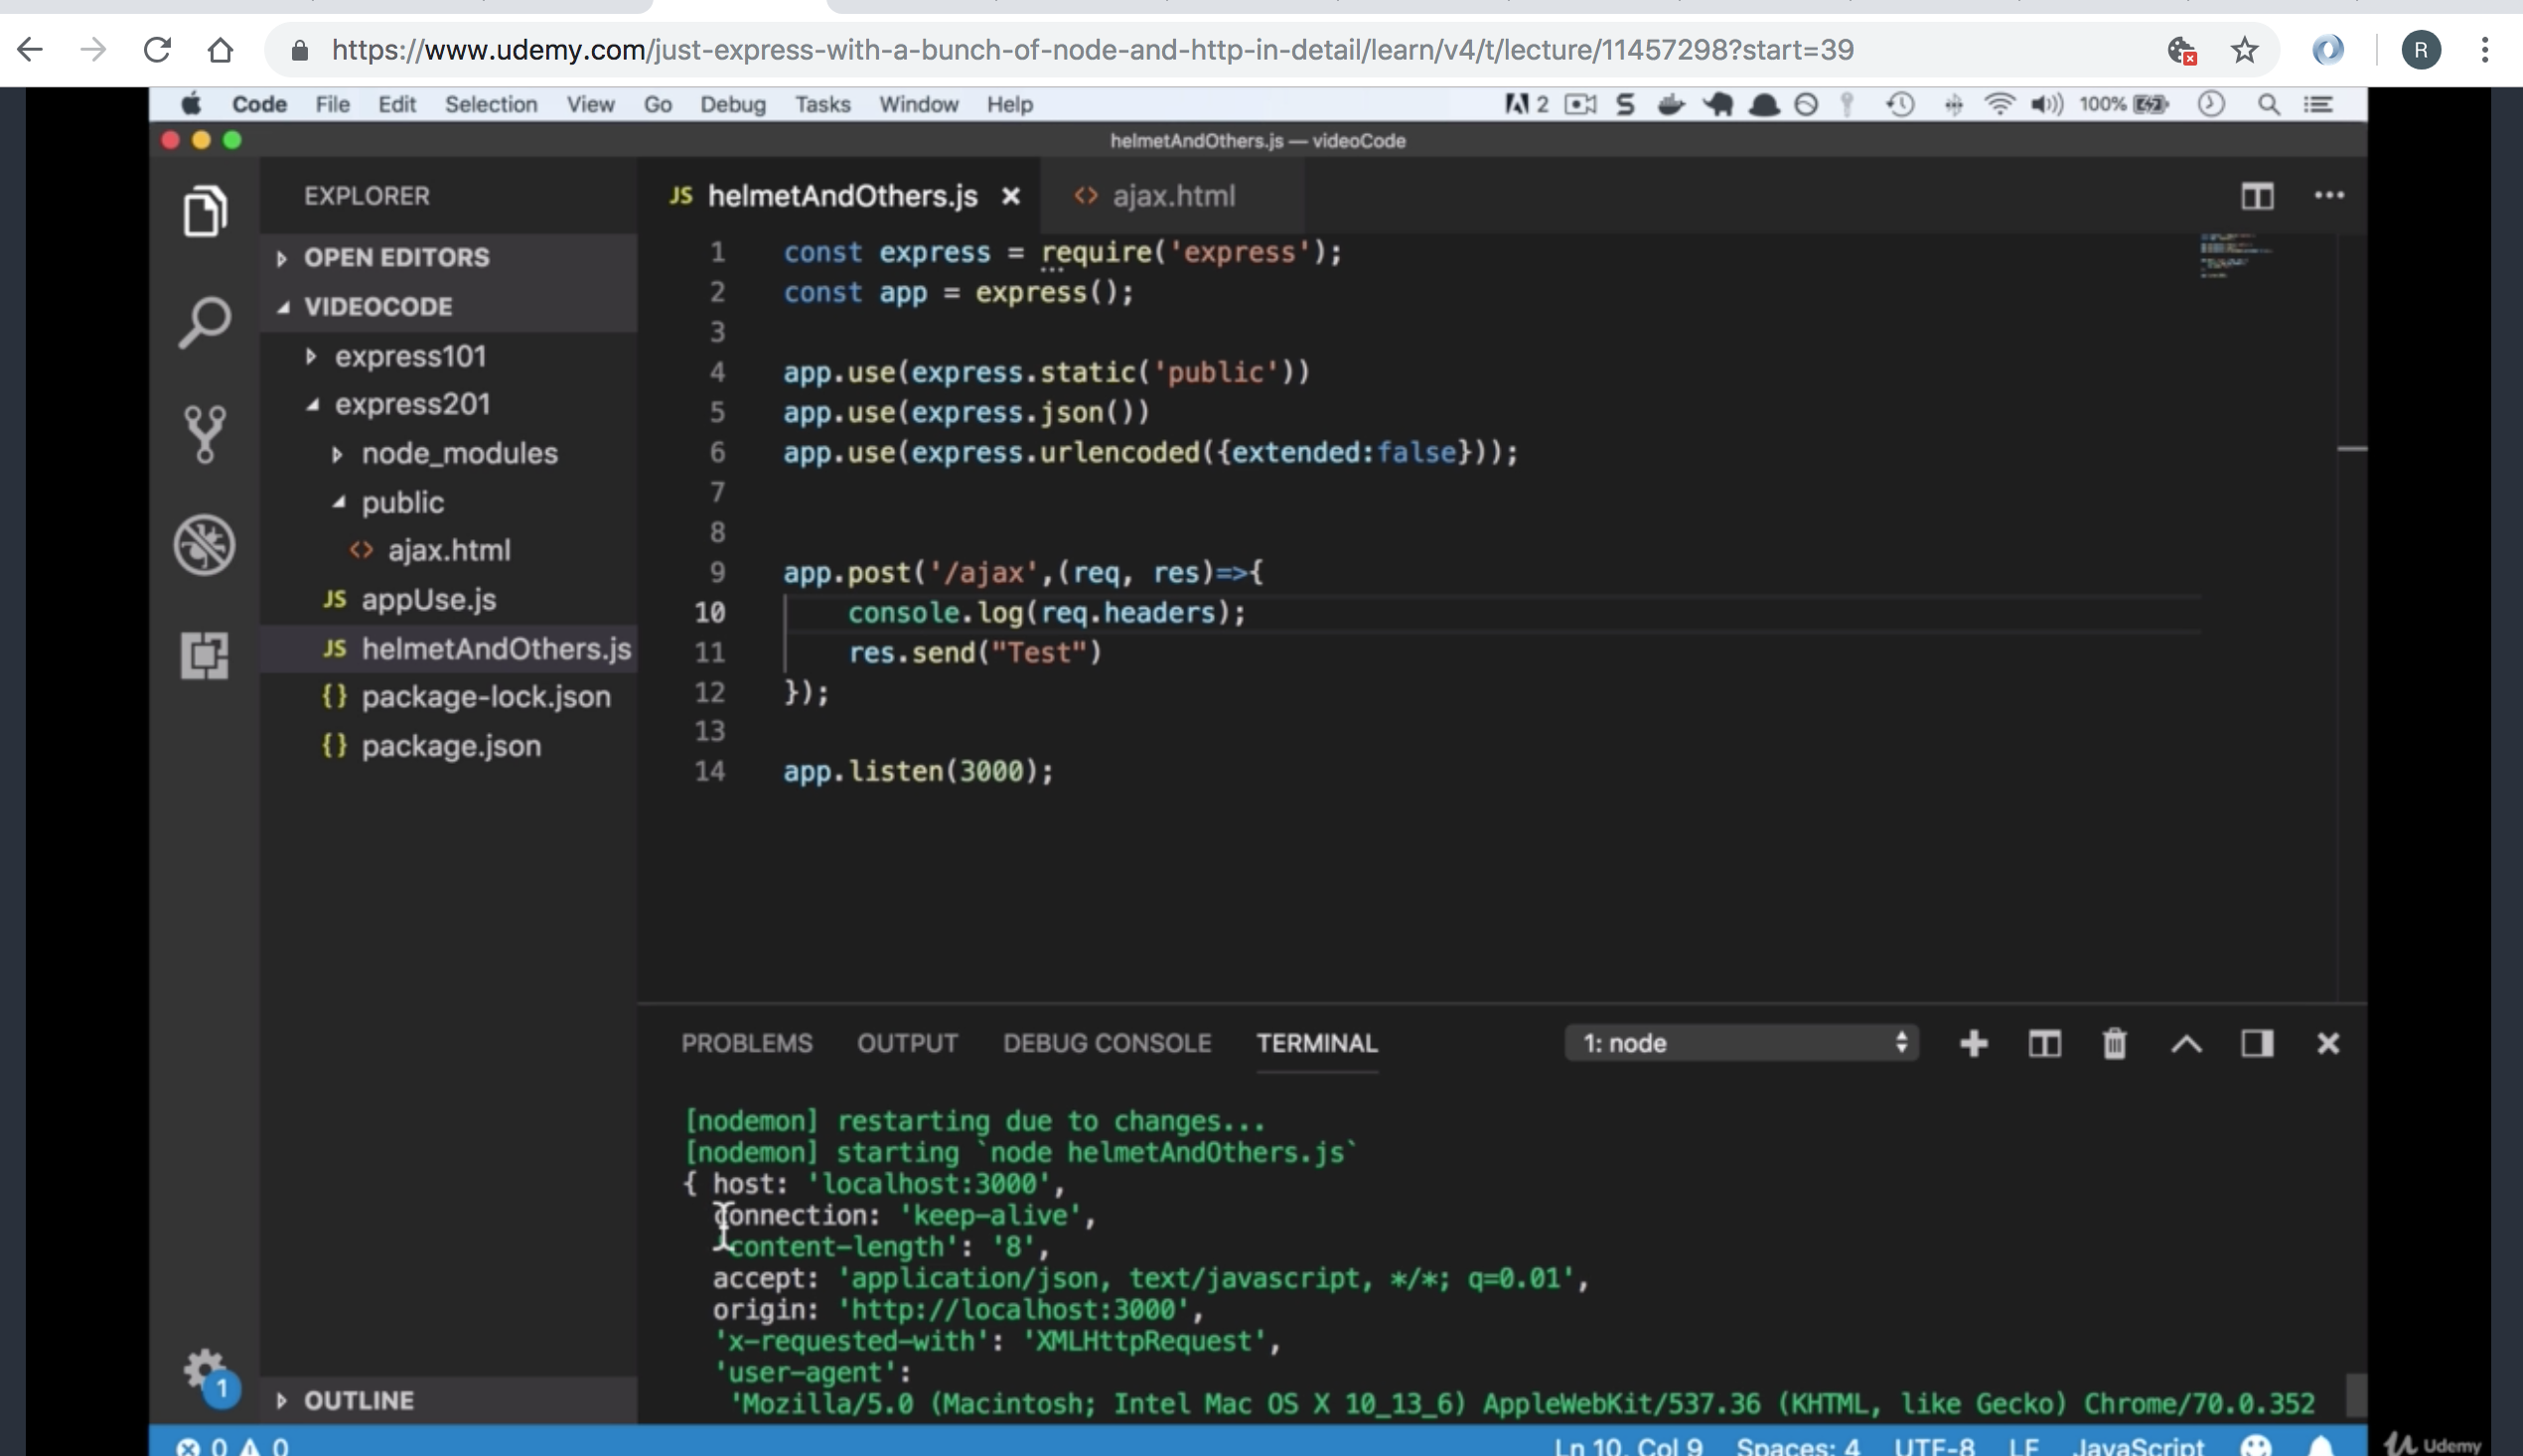 https://www.udemy.com/just-express-with-a-bunch-of-node-and-http-in-detail/learn/v4/t/lecture/11457298?start=39
R
Code File Edit Selection View Go Debug Tasks Window Help
2 100%
helmetAndOthers.js — videoCode
EXPLORER
OPEN EDITORS
VIDEOCODE
express101
express201
node_modules
public
<> ajax.html
JS appUse.js
JS helmetAndOthers.js
{} package-lock.json
{} package.json
OUTLINE
1
JS helmetAndOthers.js
<> ajax.html
1 const express = require('express');
2 const app = express();
3
4 app.use(express.static('public'))
5 app.use(express.json())
6 app.use(express.urlencoded({extended:false}));
7
8
9 app.post('/ajax',(req, res)=>{
10 console.log(req.headers);
11 res.send("Test")
12 });
13
14 app.listen(3000);
PROBLEMS OUTPUT DEBUG CONSOLE TERMINAL
1: node
[nodemon] restarting due to changes...
[nodemon] starting `node helmetAndOthers.js`
{ host: 'localhost:3000',
connection: 'keep-alive',
'content-length': '8',
accept: 'application/json, text/javascript, */*; q=0.01',
origin: 'http://localhost:3000',
'x-requested-with': 'XMLHttpRequest',
'user-agent':
'Mozilla/5.0 (Macintosh; Intel Mac OS X 10_13_6) AppleWebKit/537.36 (KHTML, like Gecko) Chrome/70.0.352
0 0
Ln 10, Col 9 Spaces: 4 UTF-8 LF JavaScript
Udemy